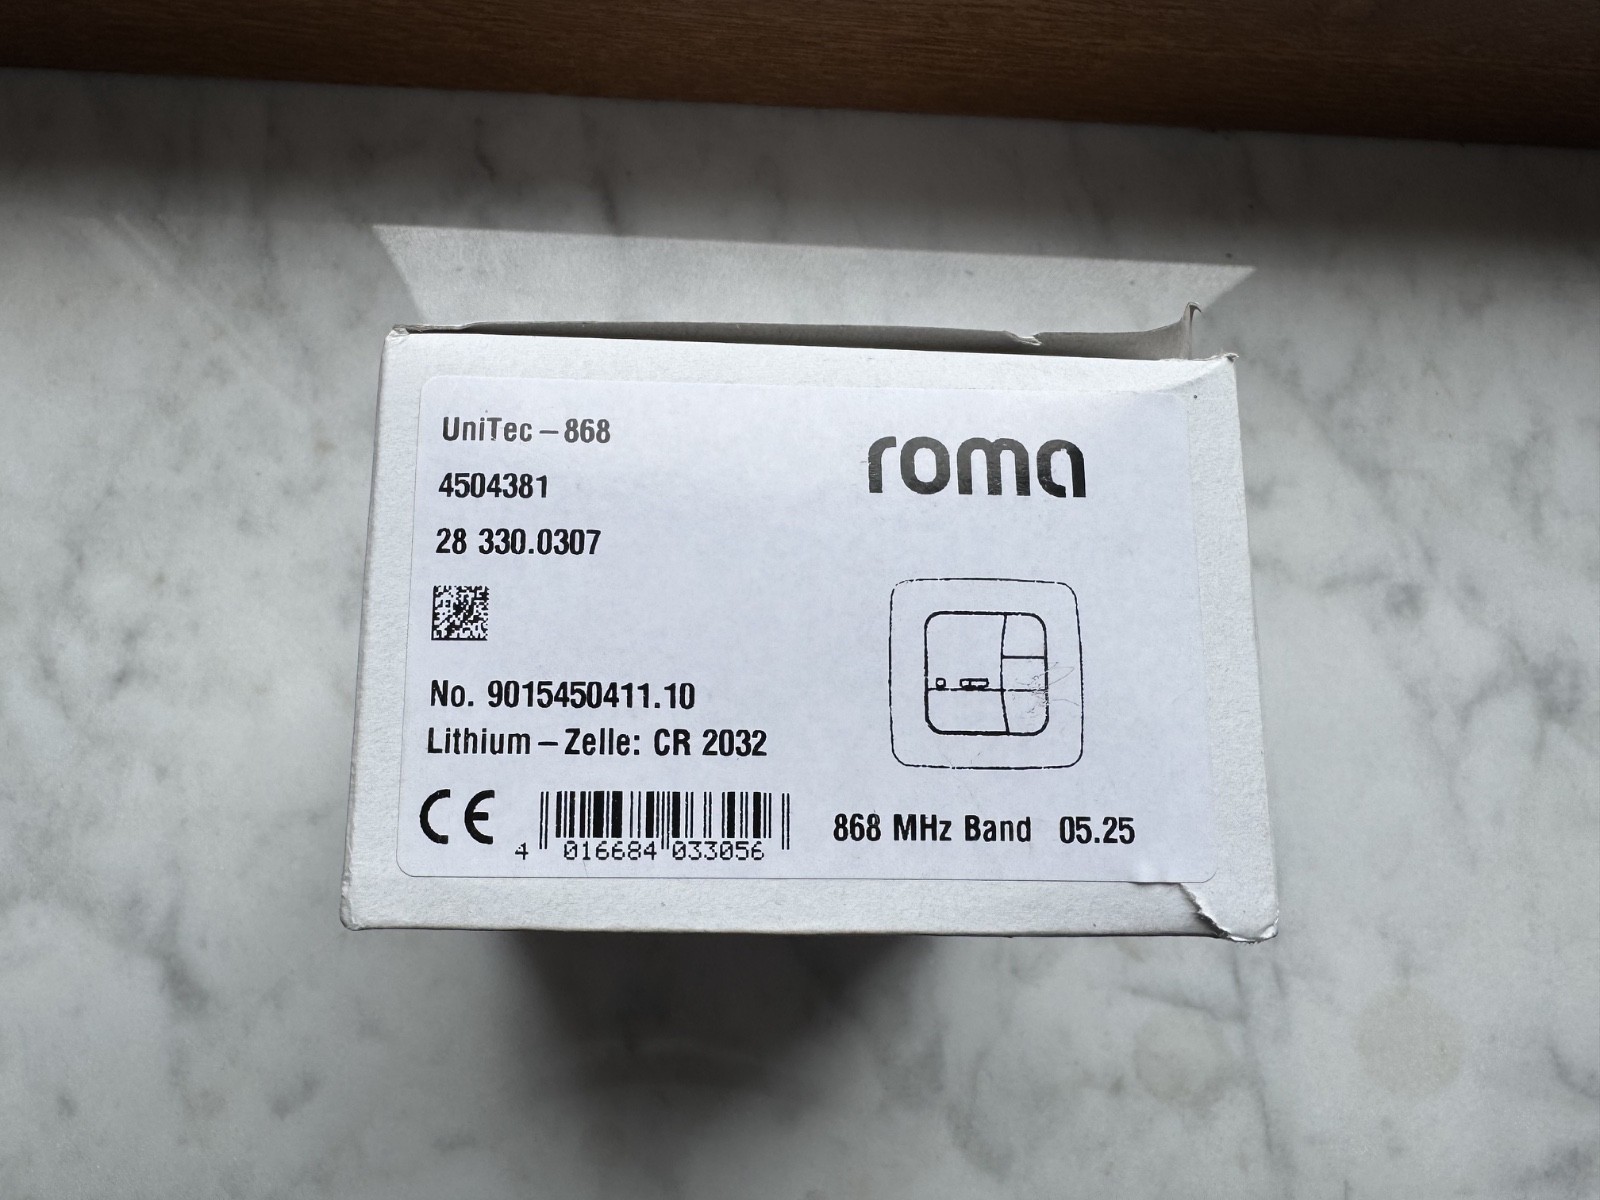 UniTec – 868
roma
4504381
28 330.0307
No. 9015450411.10
Lithium – Zelle: CR 2032
CE
4 016684 033056
868 MHz Band 05.25